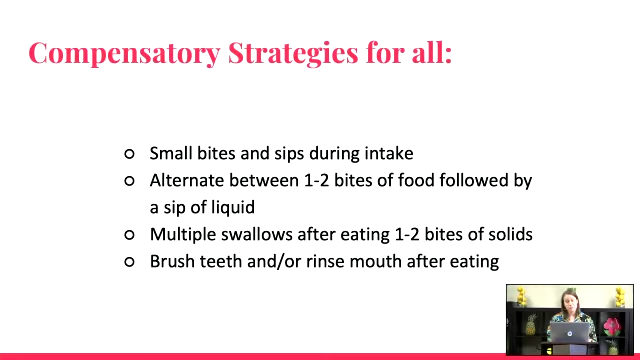 Compensatory Strategies for all:
Small bites and sips during intake
Alternate between 1-2 bites of food followed by
a sip of liquid
Multiple swallows after eating 1-2 bites of solids
Brush teeth and/or rinse mouth after eating